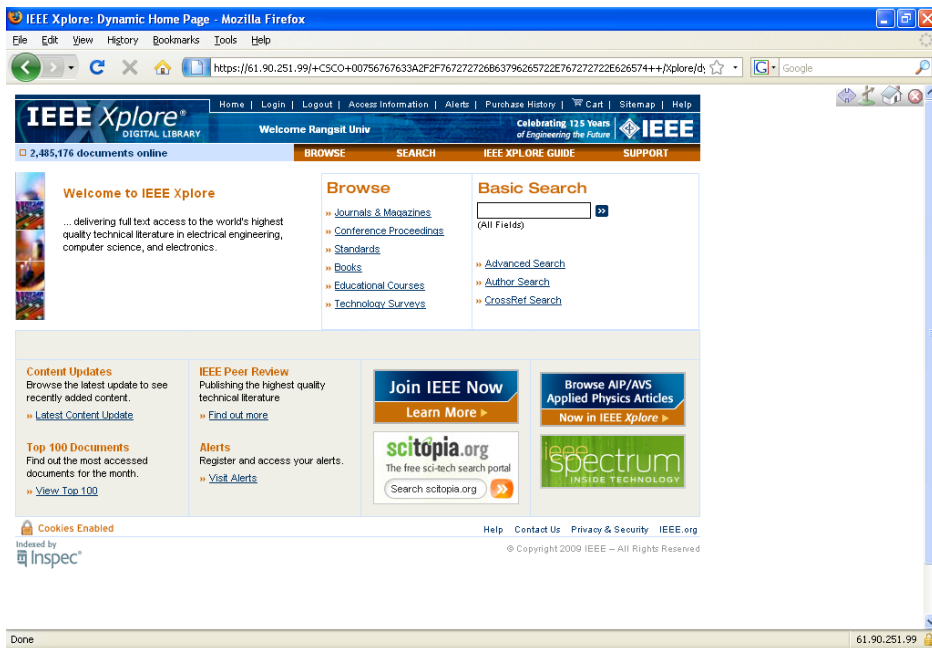 IEEE Xplore: Dynamic Home Page - Mozilla Firefox
File Edit View History Bookmarks Tools Help
https://61.90.251.99/+CSCO+00756767633A2F2F767272726B63796265722E767272722E626574++/Xplore/d
Google
Home | Login | Logout | Access Information | Alerts | Purchase History | Cart | Sitemap | Help
IEEE Xplore®
DIGITAL LIBRARY
Welcome Rangsit Univ
Celebrating 125 Years
of Engineering the Future
IEEE
2,485,176 documents online
BROWSE SEARCH IEEE XPLORE GUIDE SUPPORT
Welcome to IEEE Xplore
... delivering full text access to the world's highest
quality technical literature in electrical engineering,
computer science, and electronics.
Browse
» Journals & Magazines
» Conference Proceedings
» Standards
» Books
» Educational Courses
» Technology Surveys
Basic Search
(All Fields)
» Advanced Search
» Author Search
» CrossRef Search
Content Updates
Browse the latest update to see
recently added content.
» Latest Content Update
IEEE Peer Review
Publishing the highest quality
technical literature
» Find out more
Top 100 Documents
Find out the most accessed
documents for the month.
» View Top 100
Alerts
Register and access your alerts.
» Visit Alerts
Join IEEE Now
Learn More
Browse AIP/AVS
Applied Physics Articles
Now in IEEE Xplore
scitopia.org
The free sci-tech search portal
Search scitopia.org
ieee
spectrum
INSIDE TECHNOLOGY
Cookies Enabled
Help Contact Us Privacy & Security IEEE.org
Indexed by
Inspec®
© Copyright 2009 IEEE – All Rights Reserved
Done
61.90.251.99